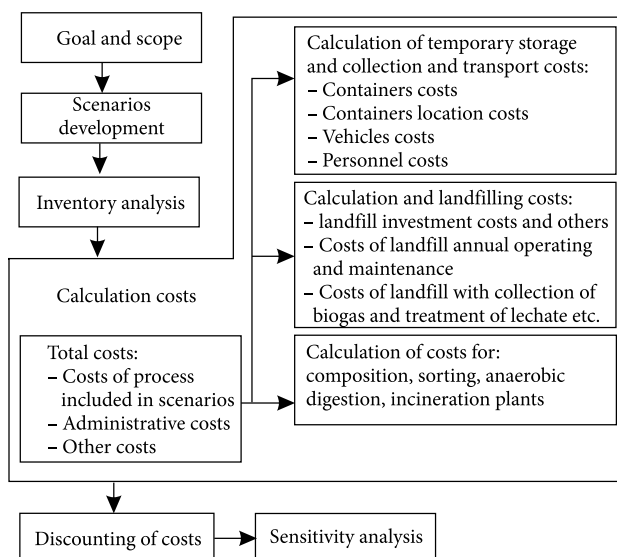 Goal and scope
Scenarios
development
Inventory analysis
Calculation costs
Total costs:
– Costs of process
included in scenarios
– Administrative costs
– Other costs
Calculation of temporary storage
and collection and transport costs:
– Containers costs
– Containers location costs
– Vehicles costs
– Personnel costs
Calculation and landfilling costs:
– landfill investment costs and others
– Costs of landfill annual operating
and maintenance
– Costs of landfill with collection of
biogas and treatment of lechate etc.
Calculation of costs for:
composition, sorting, anaerobic
digestion, incineration plants
Discounting of costs
Sensitivity analysis